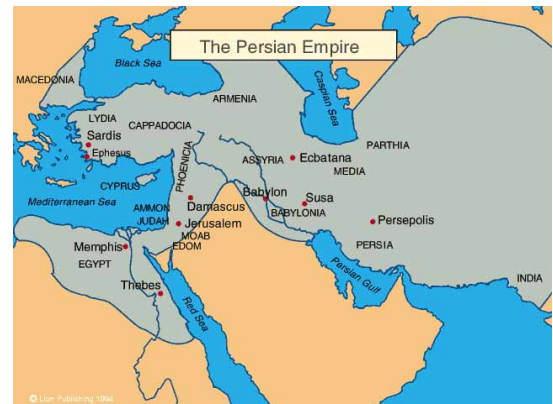 The Persian Empire
Black Sea
Caspian Sea
MACEDONIA
ARMENIA
LYDIA
CAPPADOCIA
Sardis
Ephesus
PHOENICIA
ASSYRIA
Ecbatana
MEDIA
PARTHIA
CYPRUS
Mediterranean Sea
AMMON
JUDAH
Damascus
Jerusalem
MOAB
EDOM
Babylon
BABYLONIA
Susa
Persepolis
PERSIA
Memphis
EGYPT
Thebes
Red Sea
Persian Gulf
INDIA
© Lion Publishing 1994